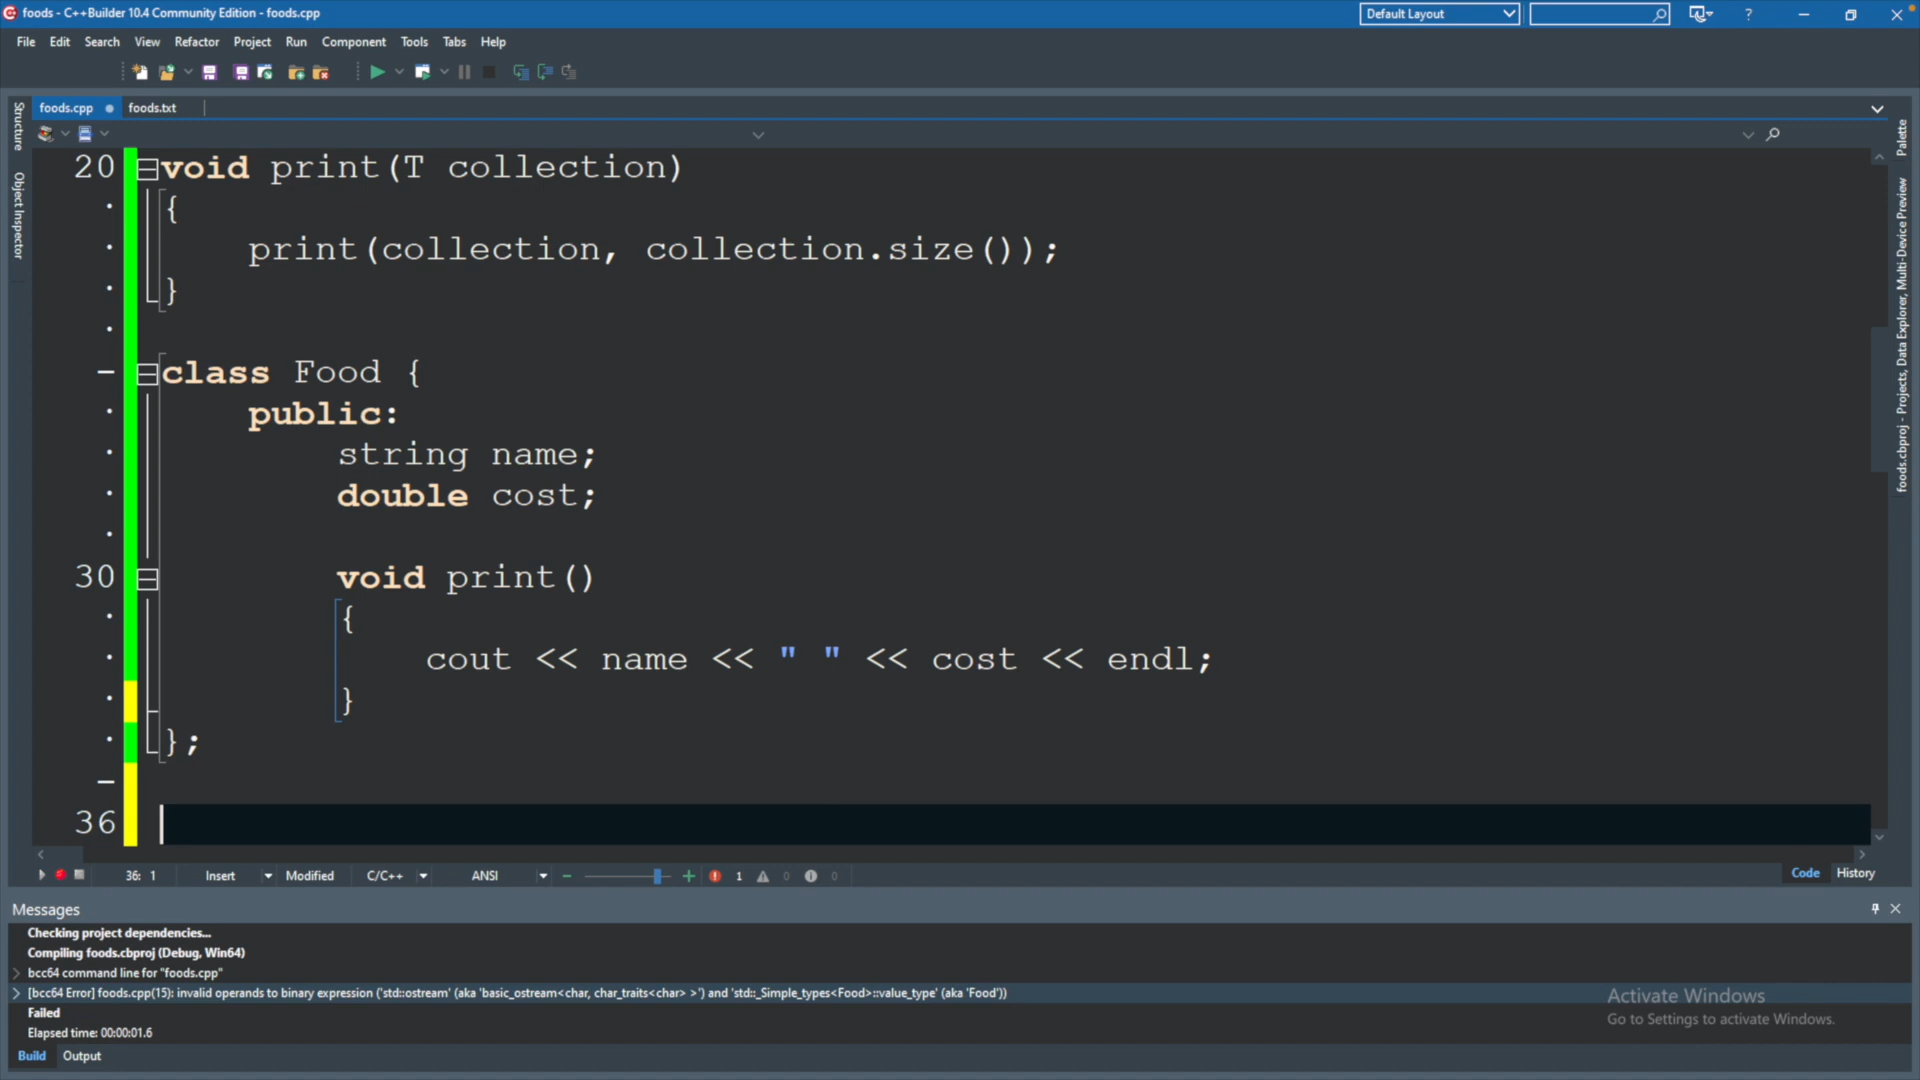 foods - C++Builder 10.4 Community Edition - foods.cpp
Default Layout
?
File Edit Search View Refactor Project Run Component Tools Tabs Help
foods.cpp foods.txt
Structure
Object Inspector
Palette
foods.cbproj - Projects, Data Explorer, Multi-Device Preview
20 void print(T collection)
{
print(collection, collection.size());
}
class Food {
public:
string name;
double cost;
30 void print()
{
cout << name << " " << cost << endl;
}
};
36
36: 1 Insert Modified C/C++ ANSI 1 0 0
Code History
Messages
Checking project dependencies...
Compiling foods.cbproj (Debug, Win64)
bcc64 command line for "foods.cpp"
[bcc64 Error] foods.cpp(15): invalid operands to binary expression ('std::ostream' (aka 'basic_ostream<char, char_traits<char> >') and 'std::_Simple_types<Food>::value_type' (aka 'Food'))
Failed
Elapsed time: 00:00:01.6
Activate Windows
Go to Settings to activate Windows.
Build Output